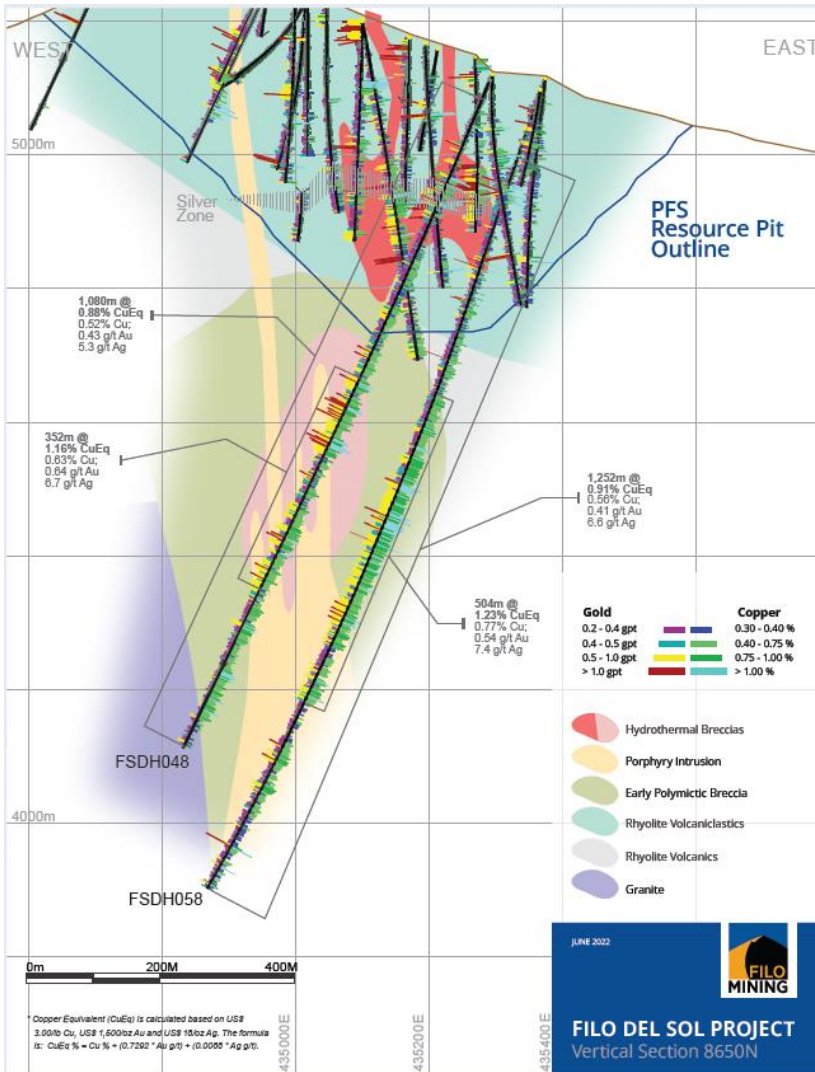 WEST
EAST
5000m
Silver
Zone
PFS
Resource Pit
Outline
1,080m @
0.88% CuEq
0.52% Cu;
0.43 g/t Au
5.3 g/t Ag
352m @
1.16% CuEq
0.63% Cu;
0.64 g/t Au
6.7 g/t Ag
1,252m @
0.91% CuEq
0.56% Cu;
0.41 g/t Au
6.6 g/t Ag
504m @
1.23% CuEq
0.77% Cu;
0.54 g/t Au
7.4 g/t Ag
Gold Copper
0.2 - 0.4 gpt 0.30 - 0.40 %
0.4 - 0.5 gpt 0.40 - 0.75 %
0.5 - 1.0 gpt 0.75 - 1.00 %
> 1.0 gpt > 1.00 %
Hydrothermal Breccias
Porphyry Intrusion
Early Polymictic Breccia
Rhyolite Volcaniclastics
Rhyolite Volcanics
Granite
FSDH048
4000m
FSDH058
0m 200M 400M
435000E
435200E
435400E
* Copper Equivalent (CuEq) is calculated based on US$
3.00/lb Cu, US$ 1,500/oz Au and US$ 18/oz Ag. The formula
is: CuEq % = Cu % + (0.7292 * Au g/t) + (0.0088 * Ag g/t).
JUNE 2022
FILO
MINING
FILO DEL SOL PROJECT
Vertical Section 8650N